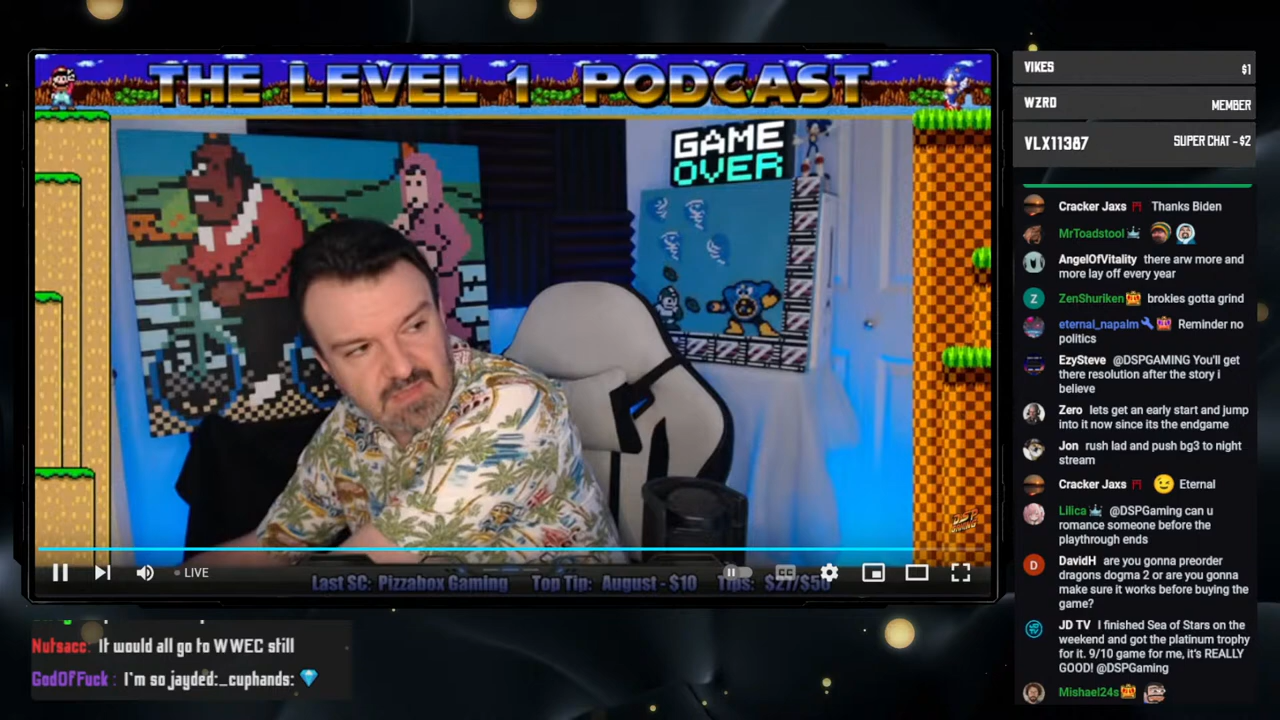 THE LEVEL 1 PODCAST
GAME
OVER
DSP
GAMING
LIVE
CC
Last SC: Pizzabox Gaming Top Tip: August - $10 Tips: $27/$50
Nutsacc: It would all go to WWEC still
GodOfFuck : I'm so jayded:_cuphands:
VIKES $1
WZRD MEMBER
VLX11387 SUPER CHAT - $2
Cracker Jaxs Thanks Biden
MrToadstool
AngelOfVitality there arw more and
more lay off every year
Z ZenShuriken brokies gotta grind
eternal_napalm Reminder no
politics
EzySteve @DSPGAMING You'll get
there resolution after the story i
believe
Zero lets get an early start and jump
into it now since its the endgame
Jon rush lad and push bg3 to night
stream
Cracker Jaxs Eternal
Lilica @DSPGaming can u
romance someone before the
playthrough ends
D DavidH are you gonna preorder
dragons dogma 2 or are you gonna
make sure it works before buying the
game?
JD TV I finished Sea of Stars on the
weekend and got the platinum trophy
for it. 9/10 game for me, it's REALLY
GOOD! @DSPGaming
Mishael24s